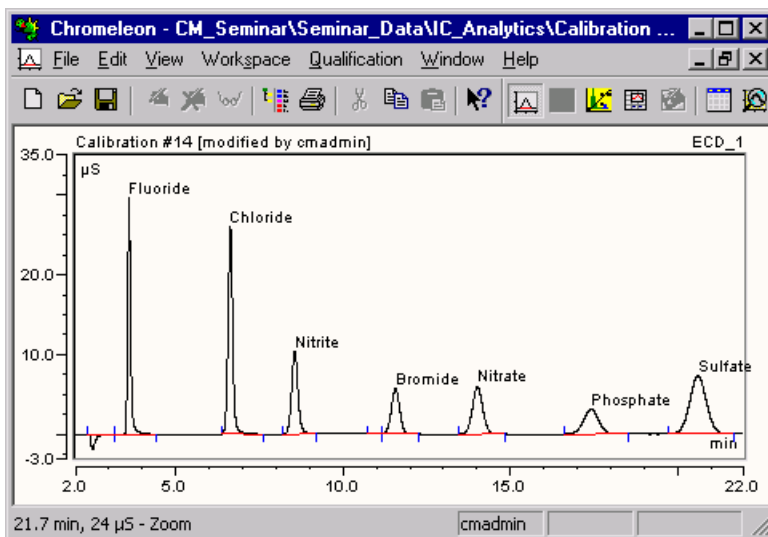 Chromeleon - CM_Seminar\Seminar_Data\IC_Analytics\Calibration ...
File Edit View Workspace Qualification Window Help
Calibration #14 [modified by cmadmin] ECD_1
35.0
µS
Fluoride
Chloride
20.0
10.0
Nitrite
Bromide
Nitrate
Phosphate
Sulfate
min
-3.0
2.0 5.0 10.0 15.0 22.0
21.7 min, 24 µS - Zoom cmadmin